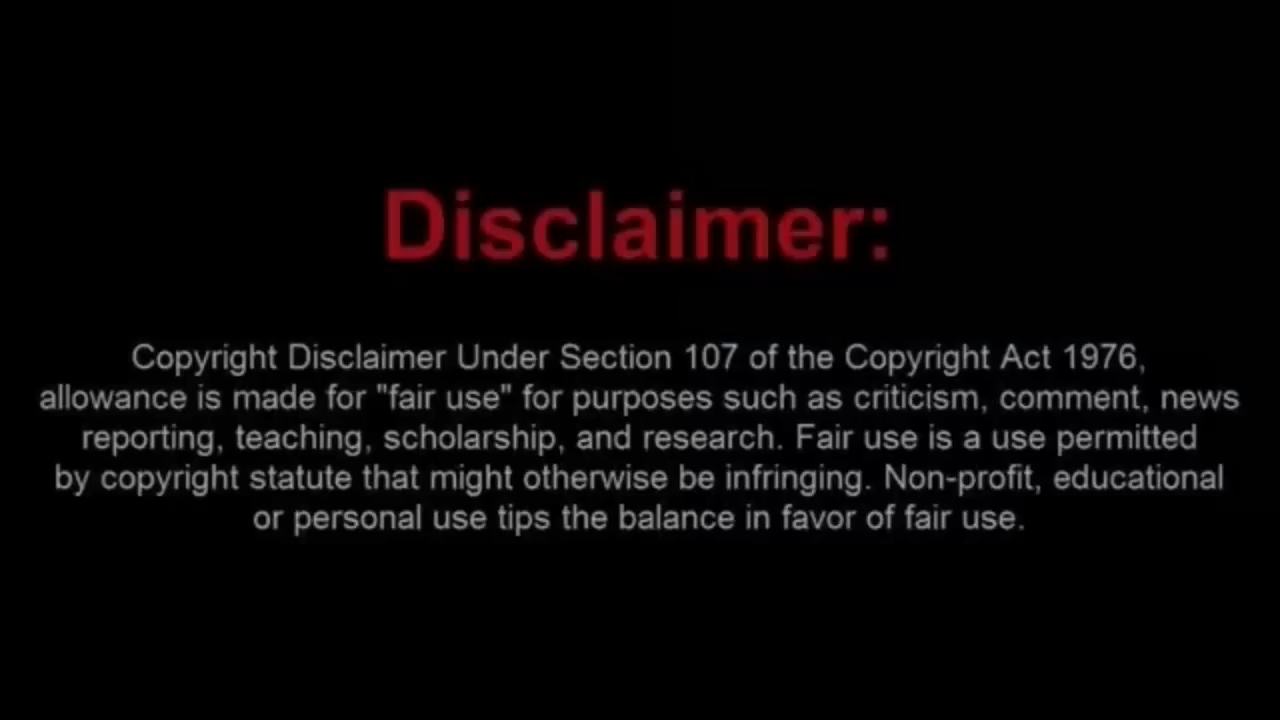 Disclaimer:
Copyright Disclaimer Under Section 107 of the Copyright Act 1976,
allowance is made for "fair use" for purposes such as criticism, comment, news
reporting, teaching, scholarship, and research. Fair use is a use permitted
by copyright statute that might otherwise be infringing. Non-profit, educational
or personal use tips the balance in favor of fair use.